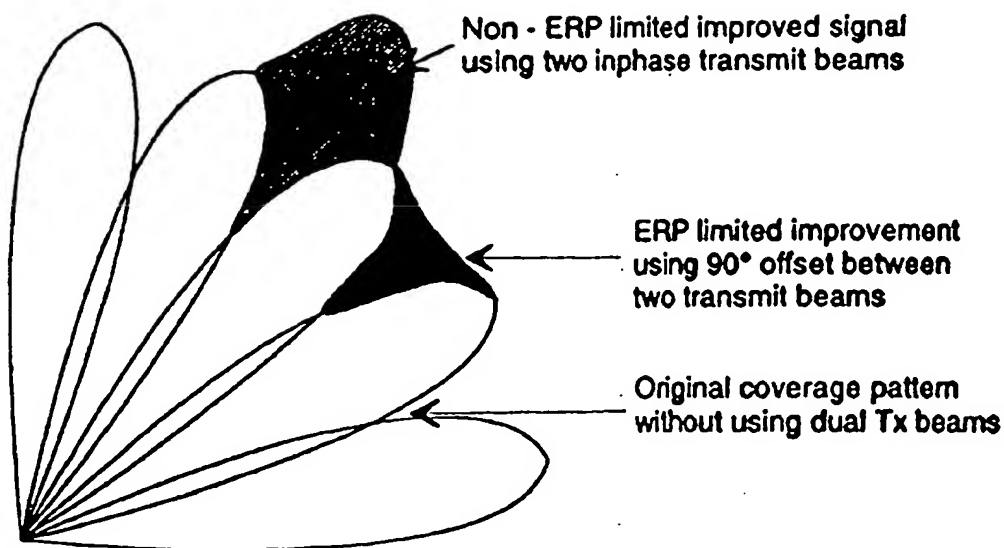 Non - ERP limited improved signal
using two inphase transmit beams
ERP limited improvement
using 90° offset between
two transmit beams
Original coverage pattern
without using dual Tx beams